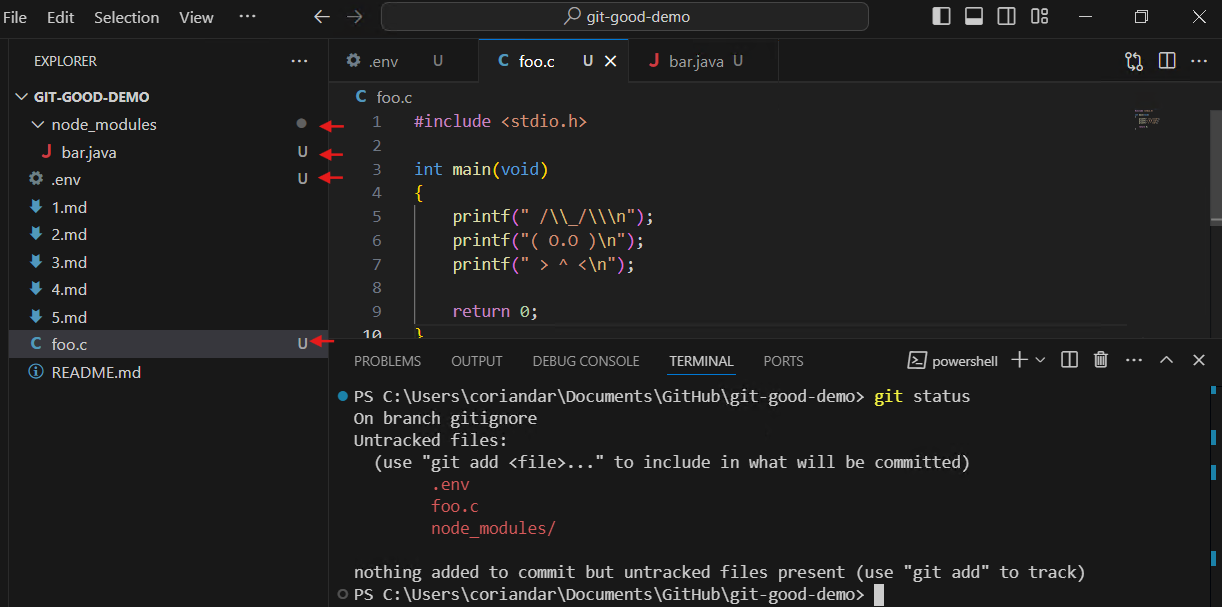 File Edit Selection View ... git-good-demo
EXPLORER ...
GIT-GOOD-DEMO
node_modules
J bar.java U
.env U
1.md
2.md
3.md
4.md
5.md
C foo.c U
README.md
.env U C foo.c U J bar.java U ...
C foo.c
1 #include <stdio.h>
2
3 int main(void)
4 {
5 printf(" /\\_/\\\n");
6 printf("( O.O )\n");
7 printf(" > ^ <\n");
8
9 return 0;
10 }
PROBLEMS OUTPUT DEBUG CONSOLE TERMINAL PORTS powershell ...
PS C:\Users\coriandar\Documents\GitHub\git-good-demo> git status
On branch gitignore
Untracked files:
(use "git add <file>..." to include in what will be committed)
.env
foo.c
node_modules/
nothing added to commit but untracked files present (use "git add" to track)
PS C:\Users\coriandar\Documents\GitHub\git-good-demo>